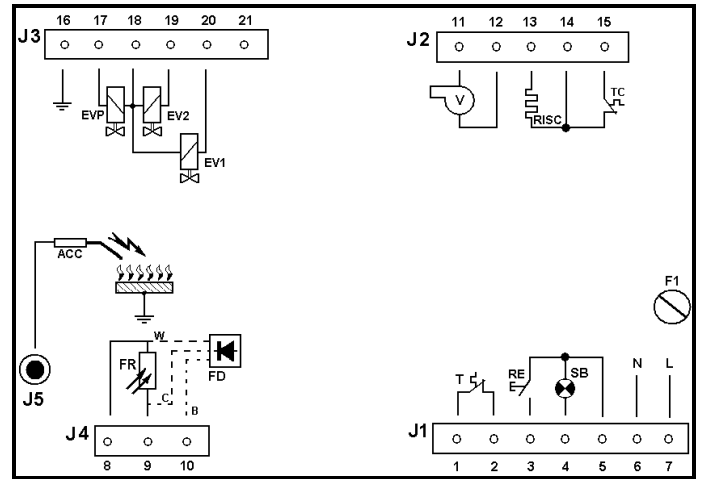 16 17 18 19 20 21
J3
EVP
EV2
EV1
11 12 13 14 15
J2
V
RISC
TC
ACC
J5
W
FR
FD
C
B
J4
8 9 10
F1
T
RE
SB
N
L
J1
1 2 3 4 5 6 7